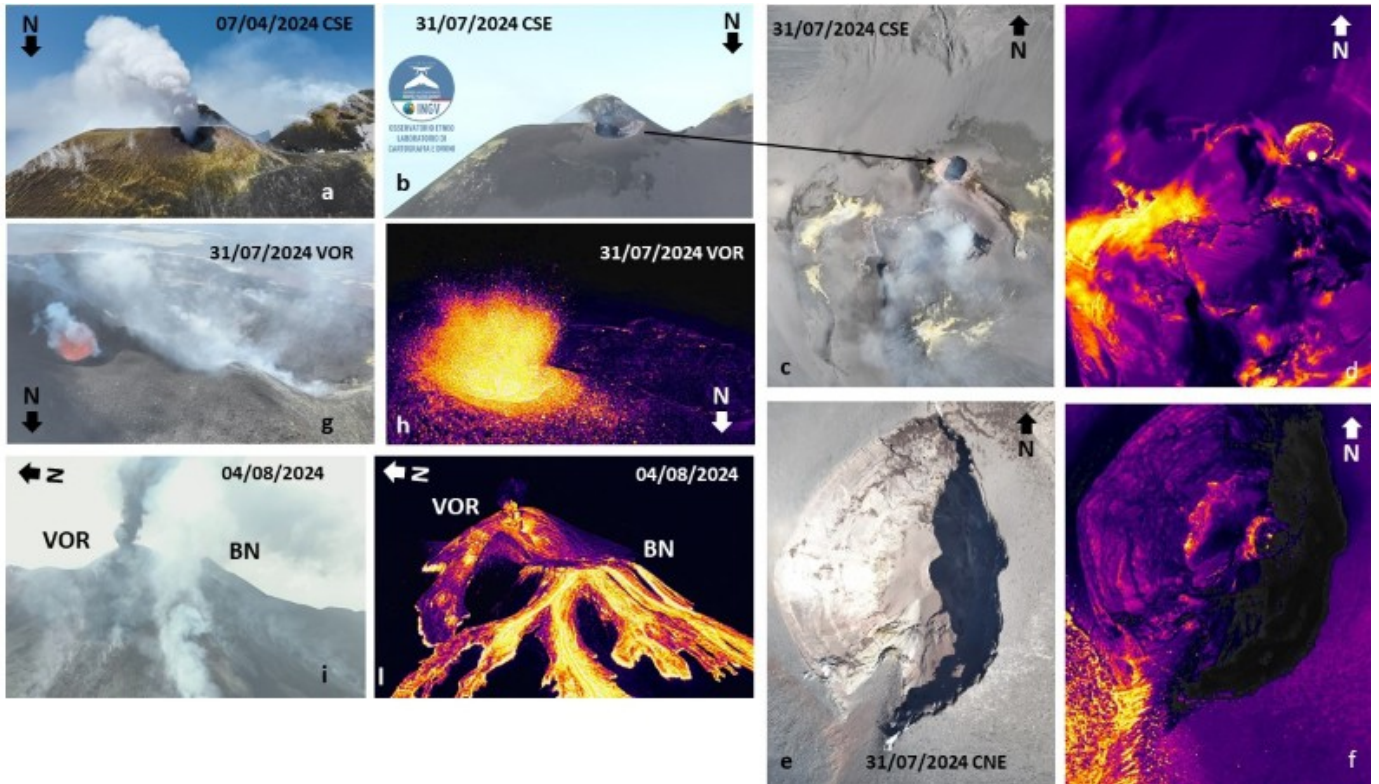 N
07/04/2024 CSE
a
31/07/2024 CSE
N
INGV
OSSERVATORIO ETNEO
LABORATORIO DI
CARTOGRAFIA E DRONI
b
31/07/2024 CSE
N
c
N
d
31/07/2024 VOR
N
g
31/07/2024 VOR
N
h
N
04/08/2024
VOR
BN
i
N
04/08/2024
VOR
BN
l
N
e
31/07/2024 CNE
N
f